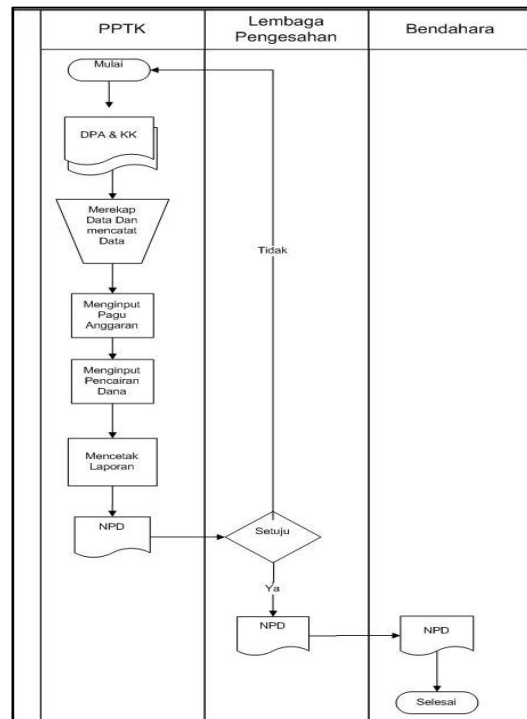 PPTK
Lembaga
Pengesahan
Bendahara
Mulai
DPA & KK
Merekap
Data Dan
mencatat
Data
Tidak
Menginput
Pagu
Anggaran
Menginput
Pencairan
Dana
Mencetak
Laporan
NPD
Setuju
Ya
NPD
NPD
Selesai